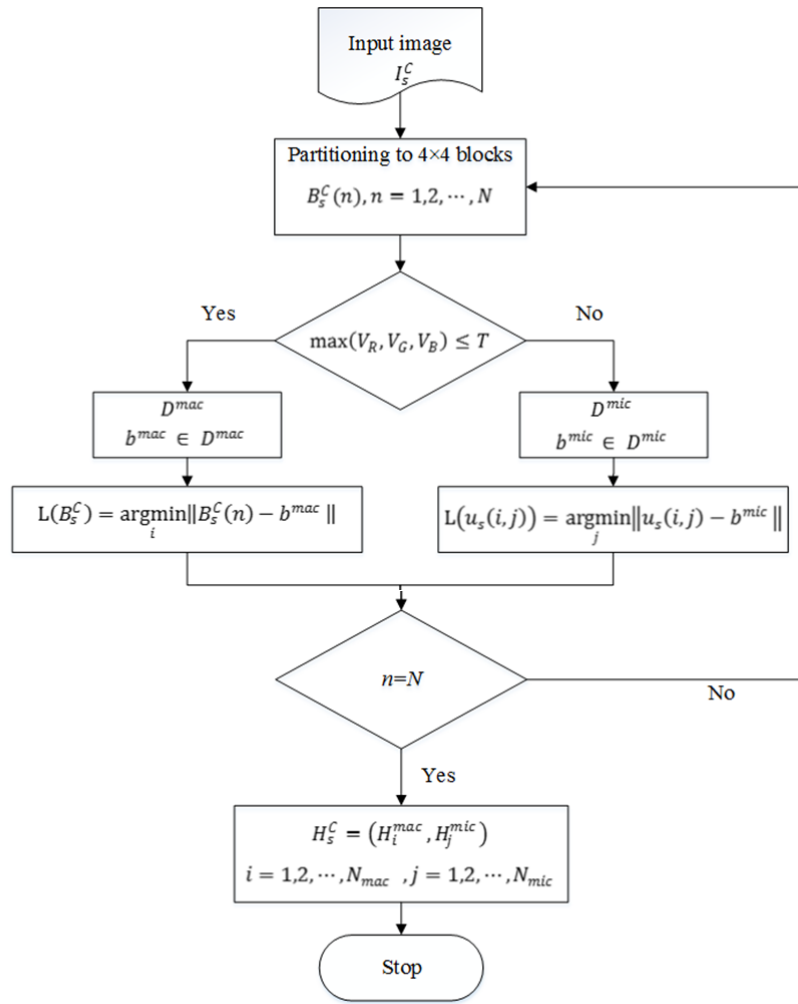 Input image
I_s^C
Partitioning to 4×4 blocks
B_s^C(n), n = 1,2, ⋯ , N
Yes
No
max(V_R, V_G, V_B) ≤ T
D^mac
b^mac ∈ D^mac
D^mic
b^mic ∈ D^mic
L(B_s^C) = argmin‖B_s^C(n) − b^mac‖
i
L(u_s(i,j)) = argmin‖u_s(i,j) − b^mic‖
j
n=N
No
Yes
H_s^C = (H_i^mac, H_j^mic)
i = 1,2, ⋯ , N_mac , j = 1,2, ⋯ , N_mic
Stop